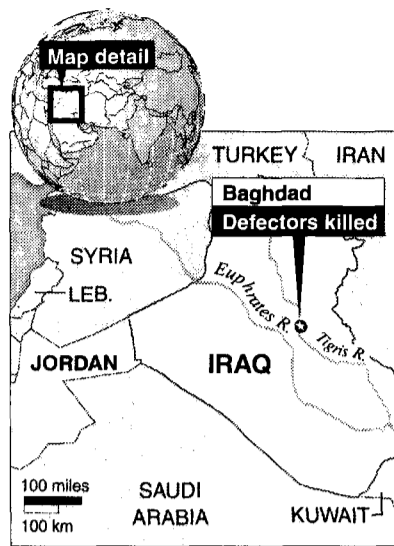 Map detail
TURKEY
IRAN
Baghdad
Defectors killed
SYRIA
LEB.
Euphrates R.
Tigris R.
JORDAN
IRAQ
100 miles
100 km
SAUDI
ARABIA
KUWAIT